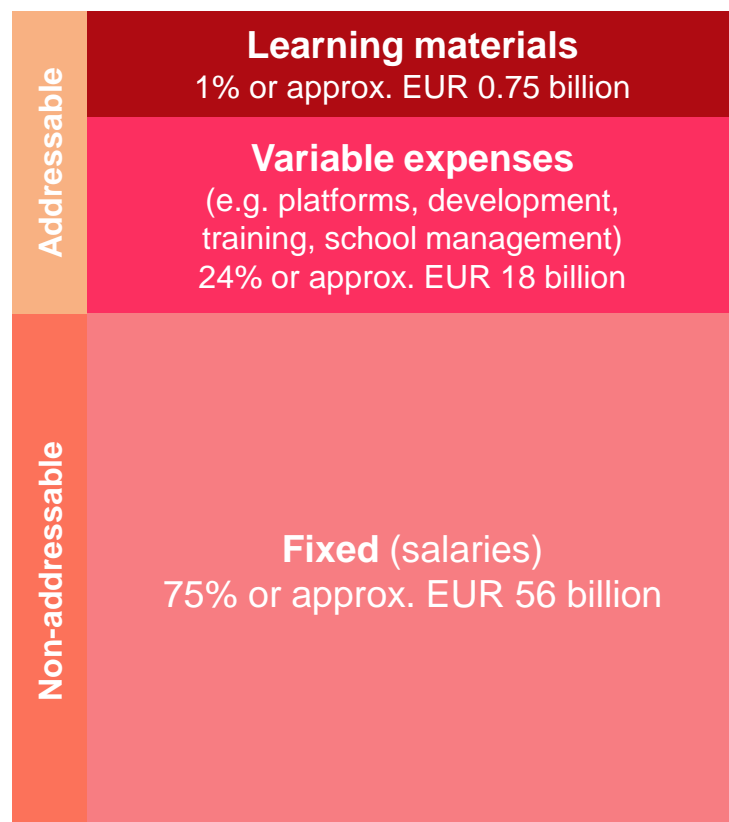 Addressable
Learning materials
1% or approx. EUR 0.75 billion
Variable expenses
(e.g. platforms, development,
training, school management)
24% or approx. EUR 18 billion
Non-addressable
Fixed (salaries)
75% or approx. EUR 56 billion